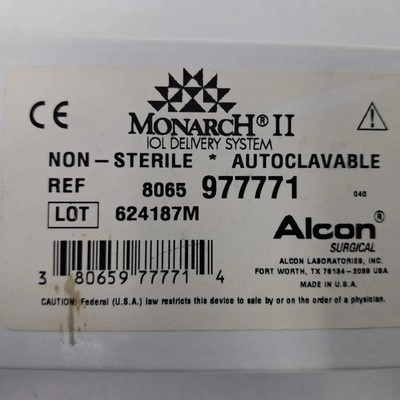 CE
MONARCH® II
IOL DELIVERY SYSTEM
NON-STERILE * AUTOCLAVABLE
REF 8065 977771 040
LOT 624187M
Alcon®
SURGICAL
ALCON LABORATORIES, INC.
FORT WORTH, TX 76134-2099 USA
MADE IN U.S.A.
3 80659 77771 4
CAUTION: Federal (U.S.A.) law restricts this device to sale by or on the order of a physician.